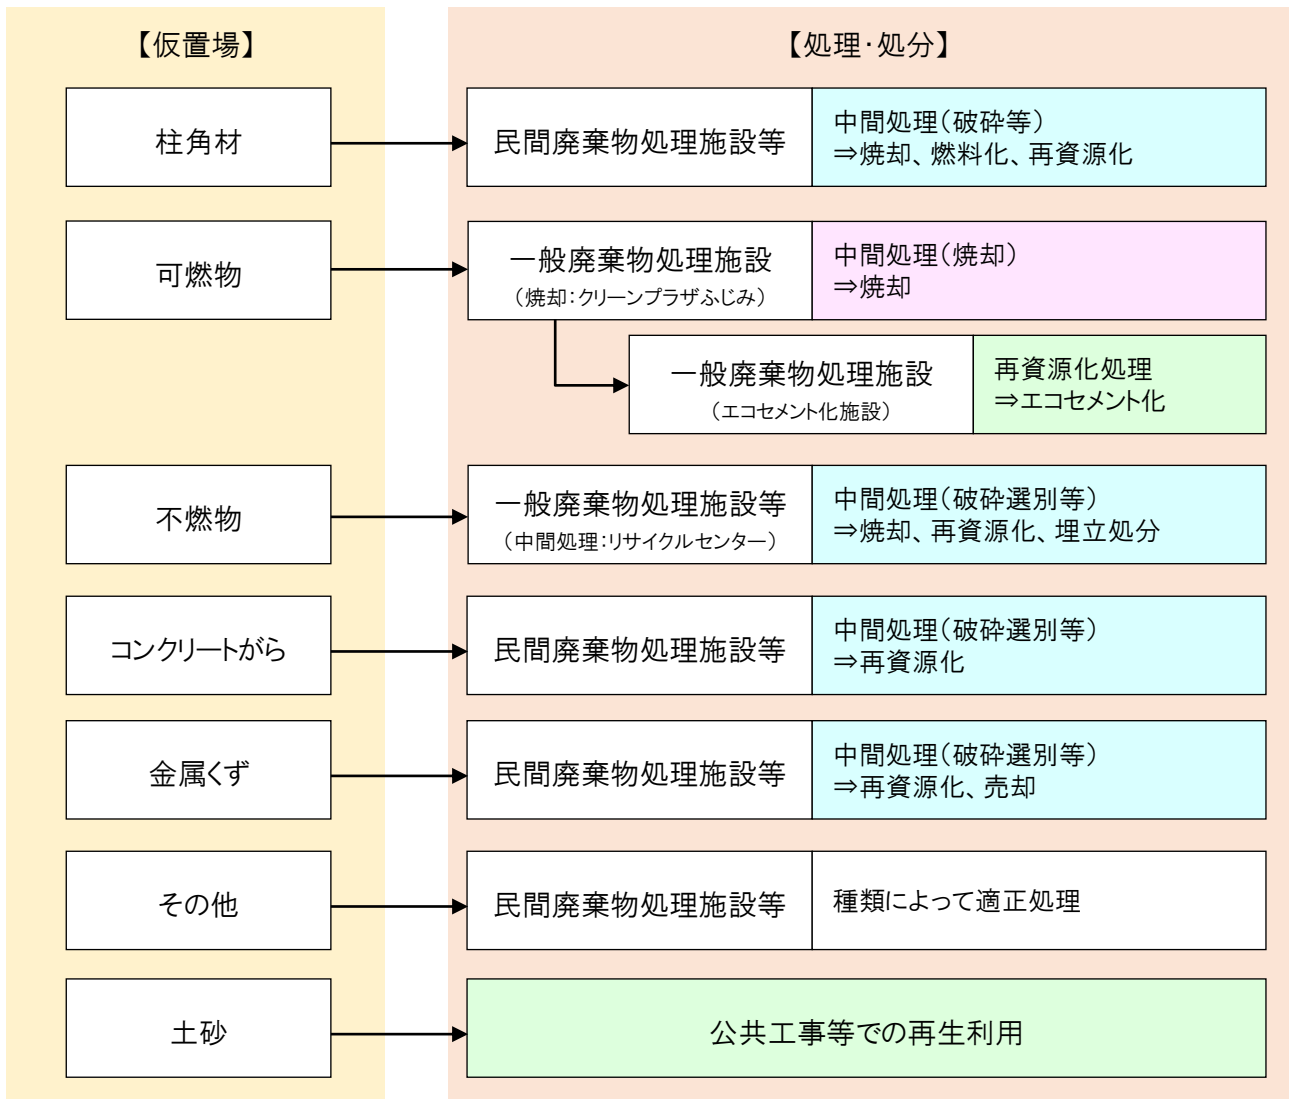 【仮置場】
【処理・処分】
柱角材
民間廃棄物処理施設等
中間処理（破砕等）
⇒焼却、燃料化、再資源化
可燃物
一般廃棄物処理施設
（焼却：クリーンプラザふじみ）
中間処理（焼却）
⇒焼却
一般廃棄物処理施設
（エコセメント化施設）
再資源化処理
⇒エコセメント化
不燃物
一般廃棄物処理施設等
（中間処理：リサイクルセンター）
中間処理（破砕選別等）
⇒焼却、再資源化、埋立処分
コンクリートがら
民間廃棄物処理施設等
中間処理（破砕選別等）
⇒再資源化
金属くず
民間廃棄物処理施設等
中間処理（破砕選別等）
⇒再資源化、売却
その他
民間廃棄物処理施設等
種類によって適正処理
土砂
公共工事等での再生利用